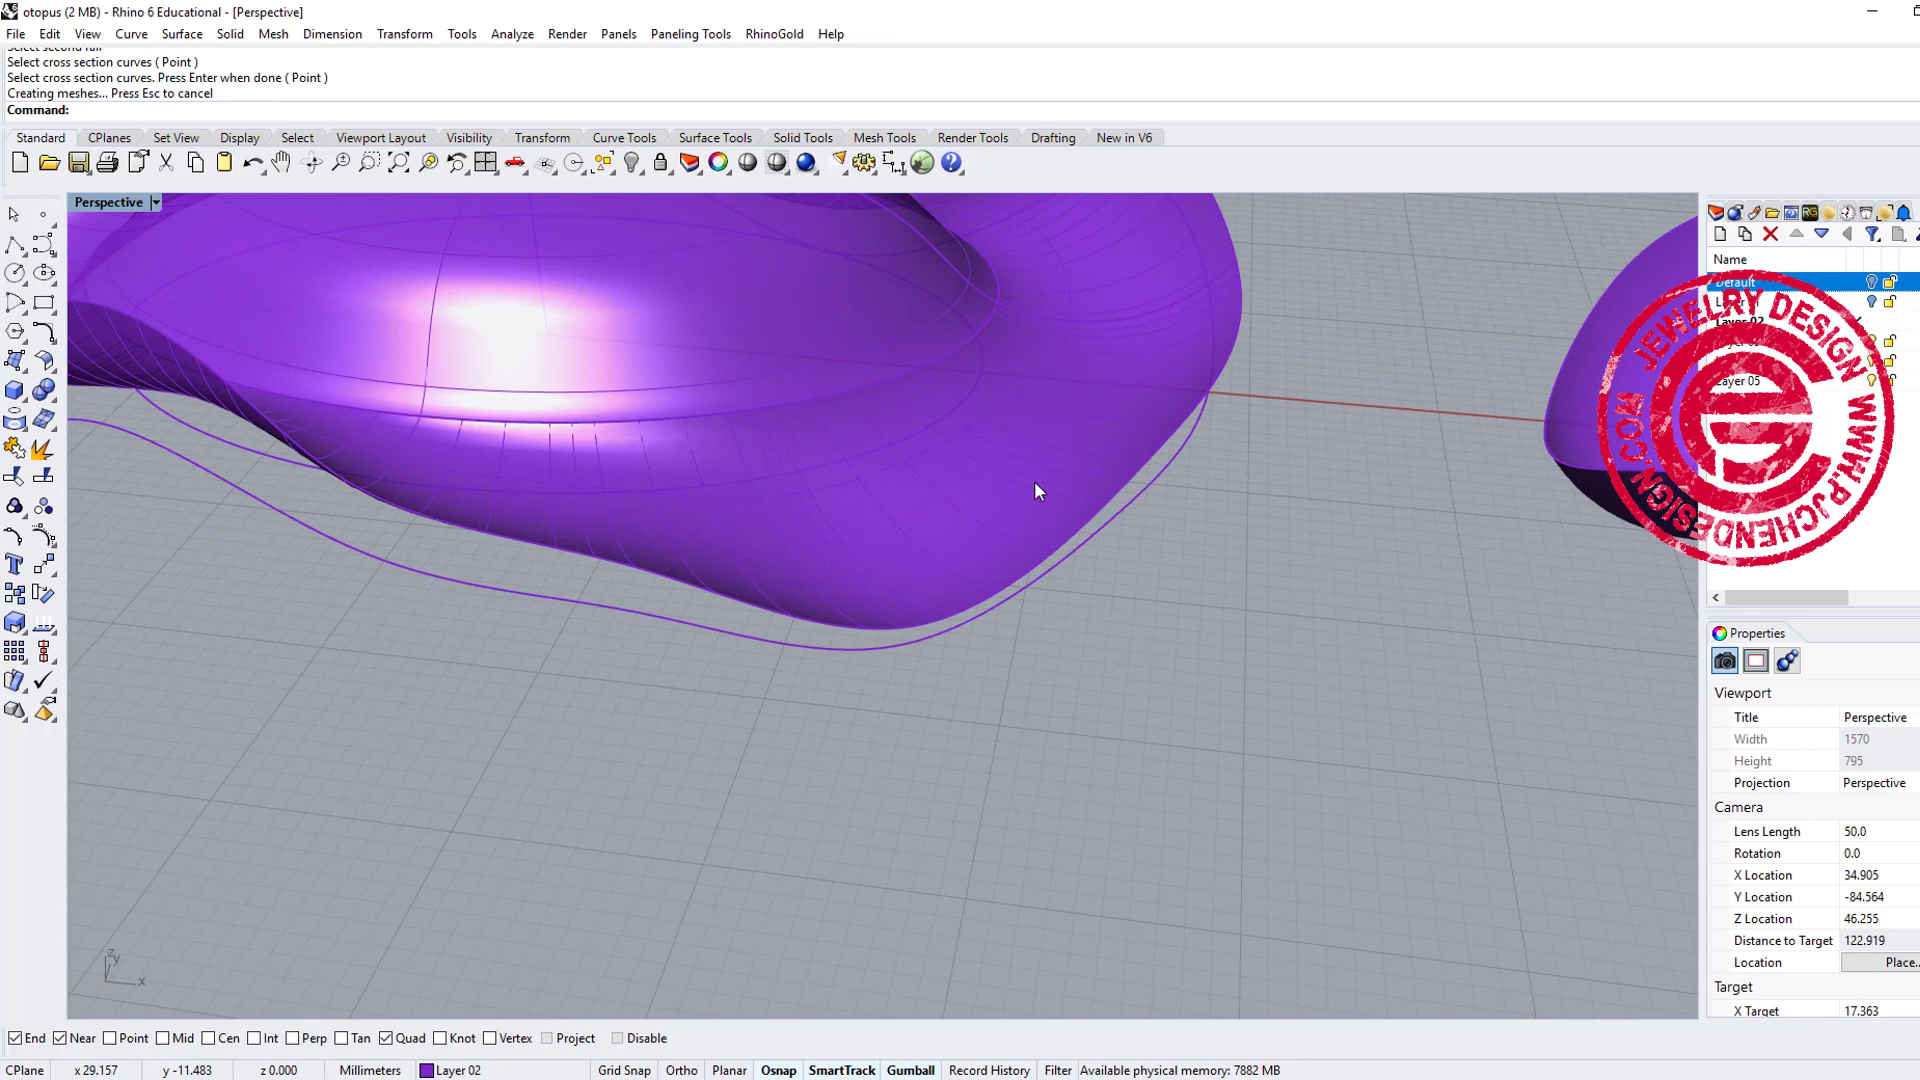 otopus (2 MB) - Rhino 6 Educational - [Perspective]
File Edit View Curve Surface Solid Mesh Dimension Transform Tools Analyze Render Panels Paneling Tools RhinoGold Help
Select second rail
Select cross section curves ( Point )
Select cross section curves. Press Enter when done ( Point )
Creating meshes... Press Esc to cancel
Command:
Standard CPlanes Set View Display Select Viewport Layout Visibility Transform Curve Tools Surface Tools Solid Tools Mesh Tools Render Tools Drafting New in V6
Perspective
Name
Default
Layer 02
Layer 05
JEWELRY DESIGN WWW.PJCHENDESIGN.COM
Properties
Viewport
Title Perspective
Width 1570
Height 795
Projection Perspective
Camera
Lens Length 50.0
Rotation 0.0
X Location 34.905
Y Location -84.564
Z Location 46.255
Distance to Target 122.919
Location Place...
Target
X Target 17.363
z y x
End Near Point Mid Cen Int Perp Tan Quad Knot Vertex Project Disable
CPlane x 29.157 y -11.483 z 0.000 Millimeters Layer 02 Grid Snap Ortho Planar Osnap SmartTrack Gumball Record History Filter Available physical memory: 7882 MB